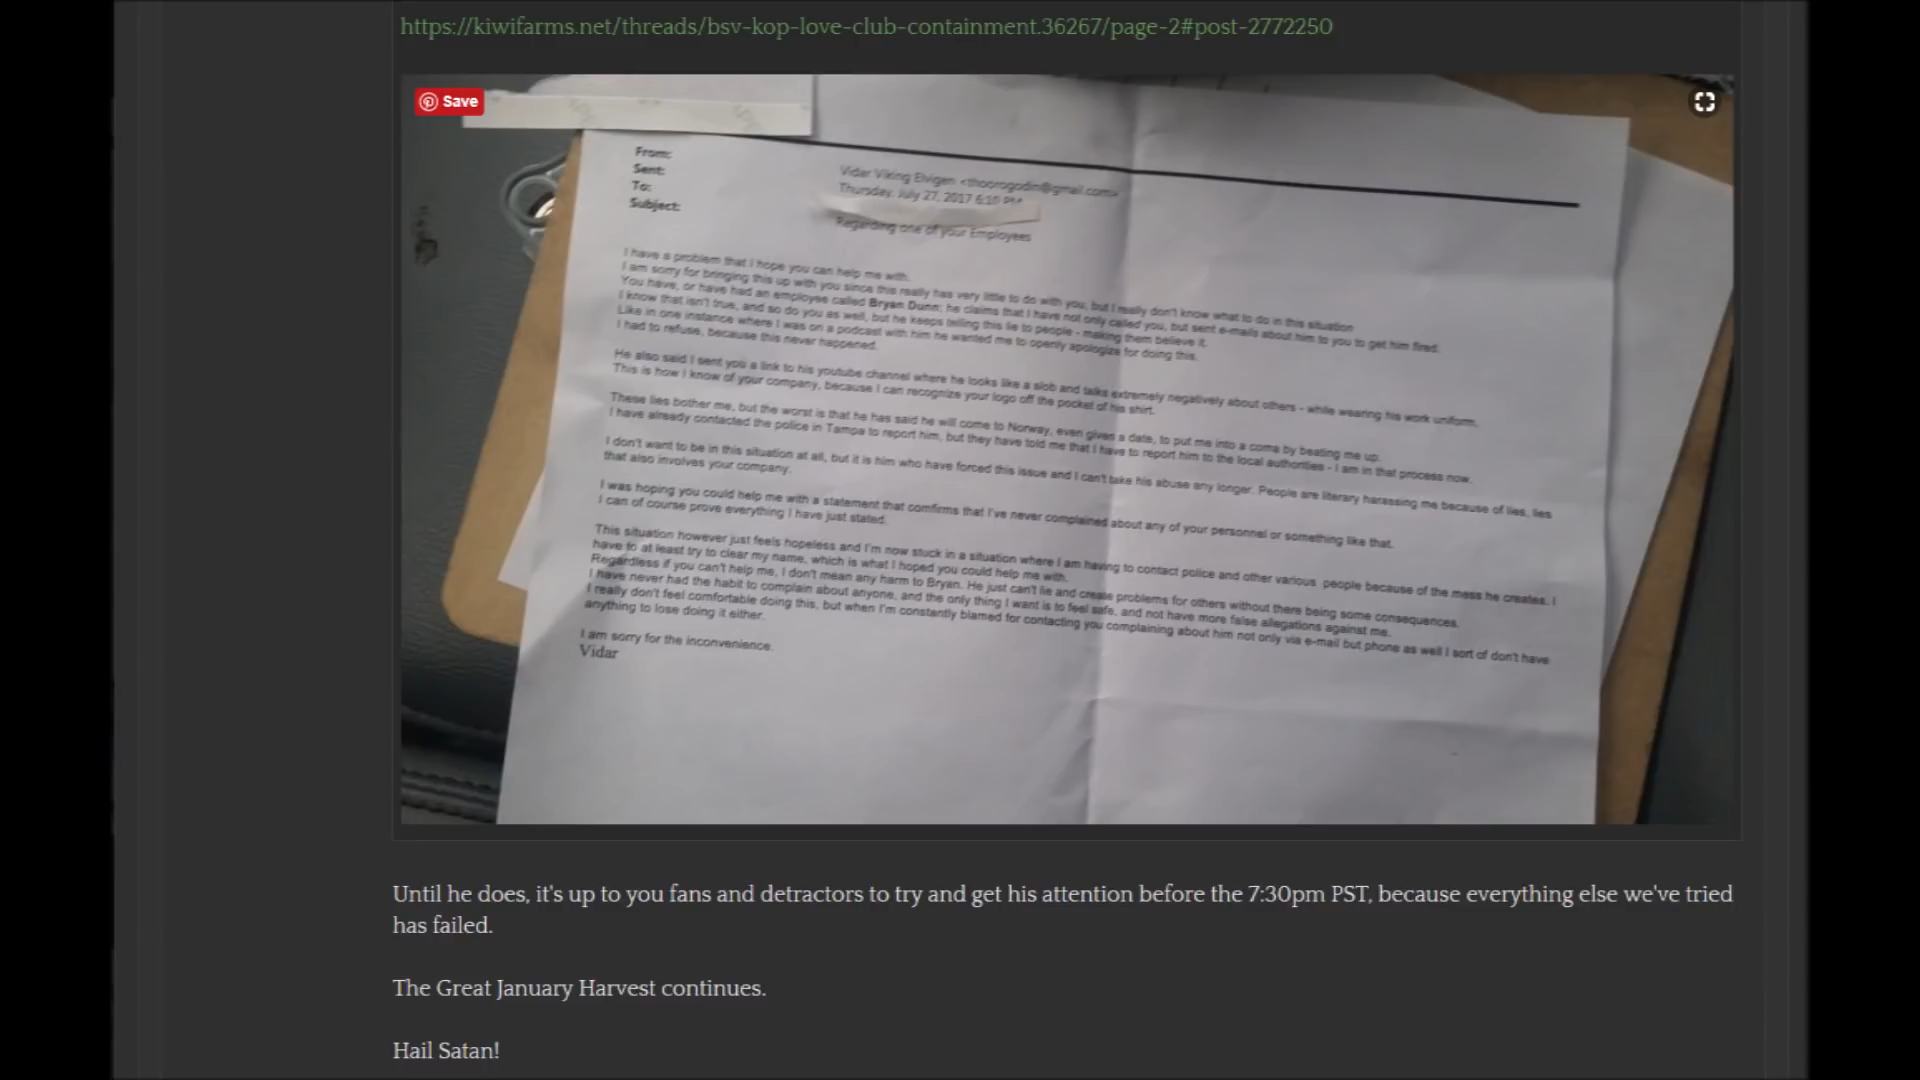 https://kiwifarms.net/threads/bsv-kop-love-club-containment.36267/page-2#post-2772250
Save
From:
Sent:
To:
Subject:
Vidar Viking Elvigen <thoorogodin@gmail.com>
Thursday, July 27, 2017 6:10 PM
Regarding one of your Employees
I have a problem that I hope you can help me with.
I am sorry for bringing this up with you since this really has very little to do with you, but I really don't know what to do in this situation
You have, or have had an employee called Bryan Dunn; he claims that I have not only called you, but sent e-mails about him to you to get him fired.
I know that isn't true, and so do you as well, but he keeps telling this lie to people - making them believe it.
Like in one instance where I was on a podcast with him he wanted me to openly apologize for doing this.
I had to refuse, because this never happened.
He also said I sent you a link to his youtube channel where he looks like a slob and talks extremely negatively about others - while wearing his work uniform.
This is how I know of your company, because I can recognize your logo off the pocket of his shirt.
These lies bother me, but the worst is that he has said he will come to Norway, even given a date, to put me into a coma by beating me up.
I have already contacted the police in Tampa to report him, but they have told me that I have to report him to the local authorities - I am in that process now.
I don't want to be in this situation at all, but it is him who have forced this issue and I can't take his abuse any longer. People are literary harassing me because of lies, lies
that also involves your company.
I was hoping you could help me with a statement that comfirms that I've never complained about any of your personnel or something like that.
I can of course prove everything I have just stated.
This situation however just feels hopeless and I'm now stuck in a situation where I am having to contact police and other various people because of the mess he creates. I
have to at least try to clear my name, which is what I hoped you could help me with.
Regardless if you can't help me, I don't mean any harm to Bryan. He just can't lie and create problems for others without there being some consequences.
I have never had the habit to complain about anyone, and the only thing I want is to feel safe, and not have more false allegations against me.
I really don't feel comfortable doing this, but when I'm constantly blamed for contacting you complaining about him not only via e-mail but phone as well I sort of don't have
anything to lose doing it either.
I am sorry for the inconvenience.
Vidar
Until he does, it's up to you fans and detractors to try and get his attention before the 7:30pm PST, because everything else we've tried
has failed.
The Great January Harvest continues.
Hail Satan!